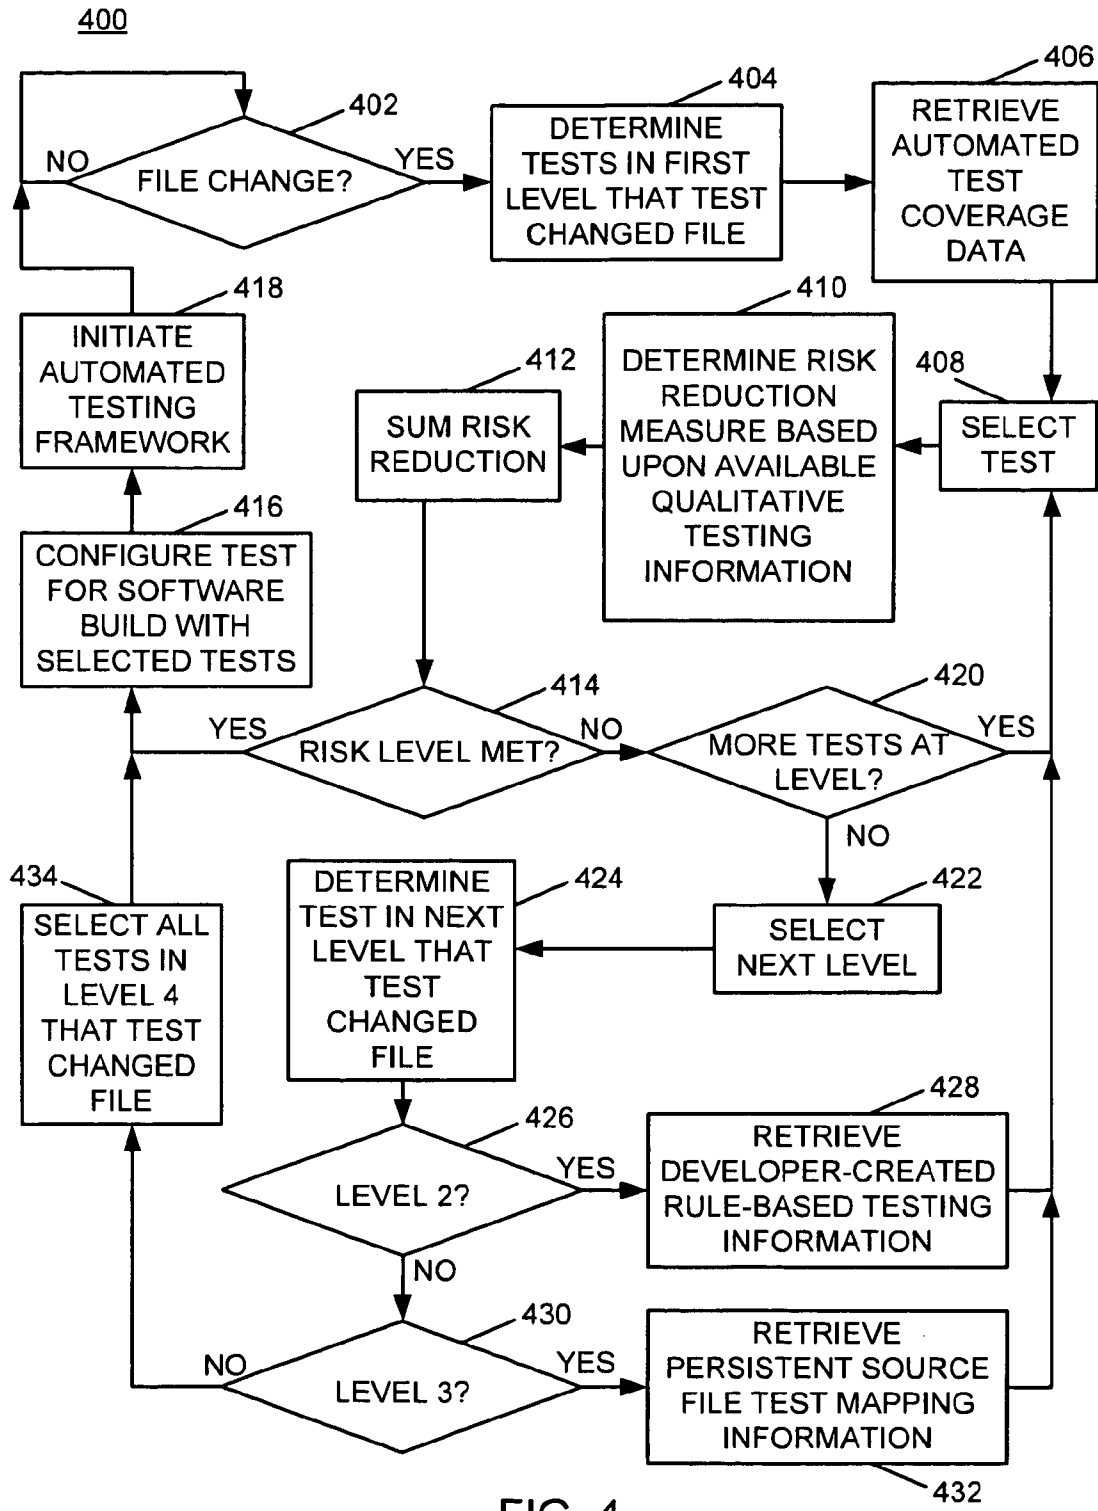 400
402
FILE CHANGE?
NO
YES
404
DETERMINE
TESTS IN FIRST
LEVEL THAT TEST
CHANGED FILE
406
RETRIEVE
AUTOMATED
TEST
COVERAGE
DATA
408
SELECT
TEST
410
DETERMINE RISK
REDUCTION
MEASURE BASED
UPON AVAILABLE
QUALITATIVE
TESTING
INFORMATION
412
SUM RISK
REDUCTION
418
INITIATE
AUTOMATED
TESTING
FRAMEWORK
416
CONFIGURE TEST
FOR SOFTWARE
BUILD WITH
SELECTED TESTS
414
RISK LEVEL MET?
YES
NO
420
MORE TESTS AT
LEVEL?
YES
NO
422
SELECT
NEXT LEVEL
424
DETERMINE
TEST IN NEXT
LEVEL THAT
TEST
CHANGED
FILE
434
SELECT ALL
TESTS IN
LEVEL 4
THAT TEST
CHANGED
FILE
426
LEVEL 2?
YES
NO
428
RETRIEVE
DEVELOPER-CREATED
RULE-BASED TESTING
INFORMATION
430
LEVEL 3?
NO
YES
RETRIEVE
PERSISTENT SOURCE
FILE TEST MAPPING
INFORMATION
432
FIG. 4